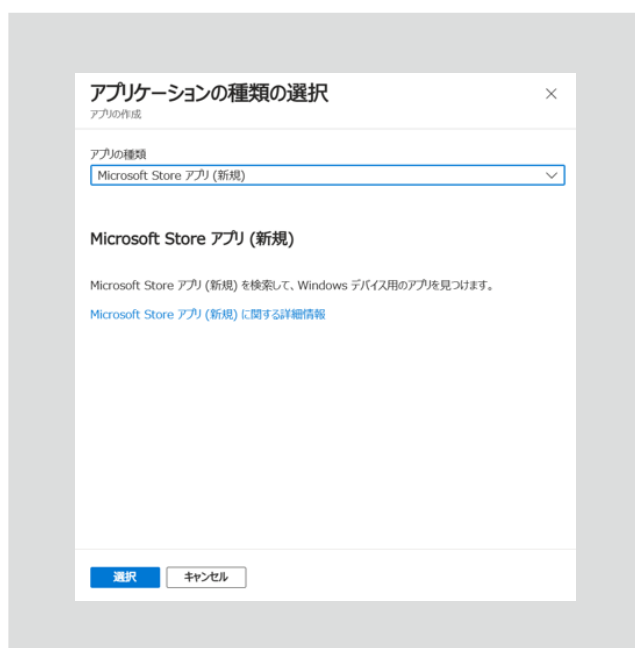 アプリケーションの種類の選択
アプリの作成
アプリの種類
Microsoft Store アプリ (新規)
Microsoft Store アプリ (新規)
Microsoft Store アプリ (新規) を検索して、Windows デバイス用のアプリを見つけます。
Microsoft Store アプリ (新規) に関する詳細情報
選択 キャンセル